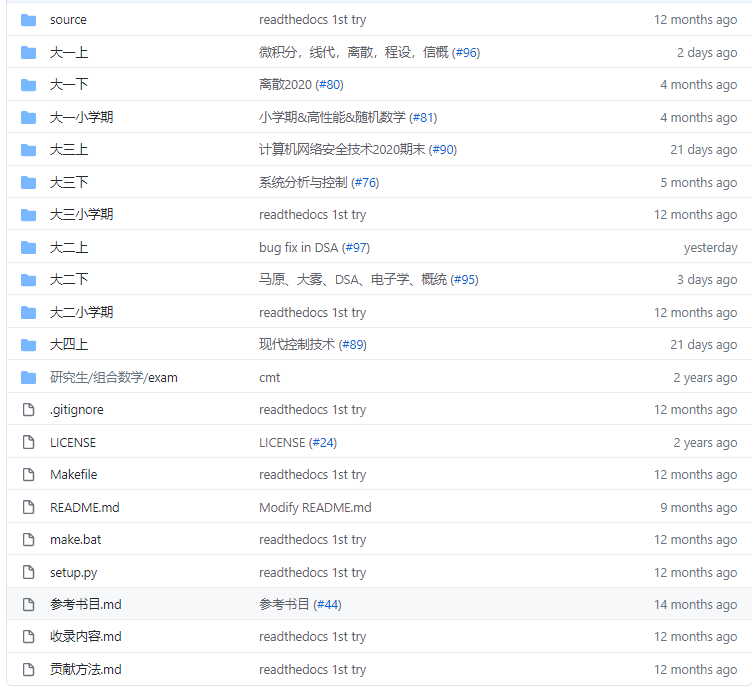 source readthedocs 1st try 12 months ago
大一上 微积分，线代，离散，程设，信概 (#96) 2 days ago
大一下 离散2020 (#80) 4 months ago
大一小学期 小学期&高性能&随机数学 (#81) 4 months ago
大三上 计算机网络安全技术2020期末 (#90) 21 days ago
大三下 系统分析与控制 (#76) 5 months ago
大三小学期 readthedocs 1st try 12 months ago
大二上 bug fix in DSA (#97) yesterday
大二下 马原、大雾、DSA、电子学、概统 (#95) 3 days ago
大二小学期 readthedocs 1st try 12 months ago
大四上 现代控制技术 (#89) 21 days ago
研究生/组合数学/exam cmt 2 years ago
.gitignore readthedocs 1st try 12 months ago
LICENSE LICENSE (#24) 2 years ago
Makefile readthedocs 1st try 12 months ago
README.md Modify README.md 9 months ago
make.bat readthedocs 1st try 12 months ago
setup.py readthedocs 1st try 12 months ago
参考书目.md 参考书目 (#44) 14 months ago
收录内容.md readthedocs 1st try 12 months ago
贡献方法.md readthedocs 1st try 12 months ago